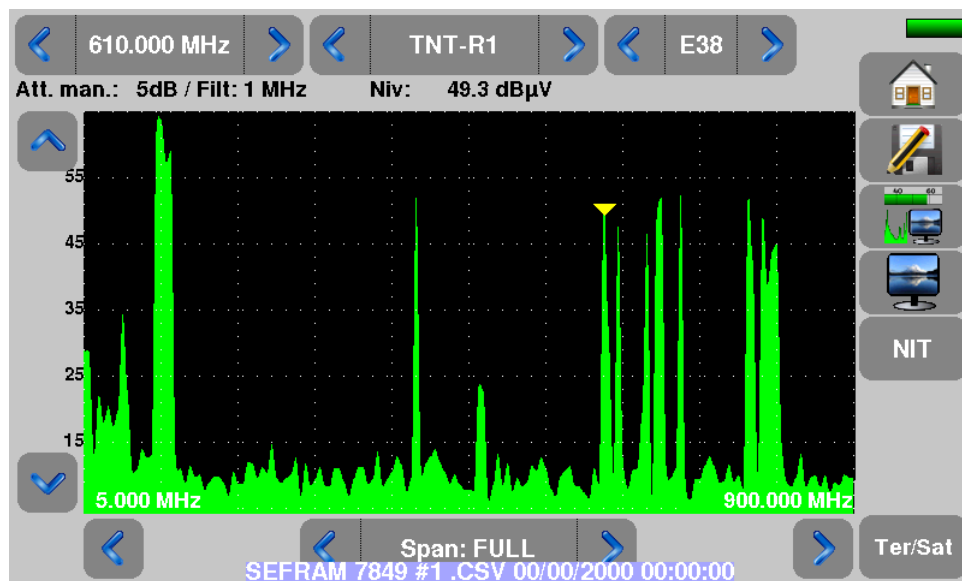 610.000 MHz
TNT-R1
E38
Att. man.: 5dB / Filt: 1 MHz
Niv: 49.3 dBµV
40 60
55
45
35
25
15
NIT
5.000 MHz
900.000 MHz
Span: FULL
Ter/Sat
SEFRAM 7849 #1 .CSV 00/00/2000 00:00:00